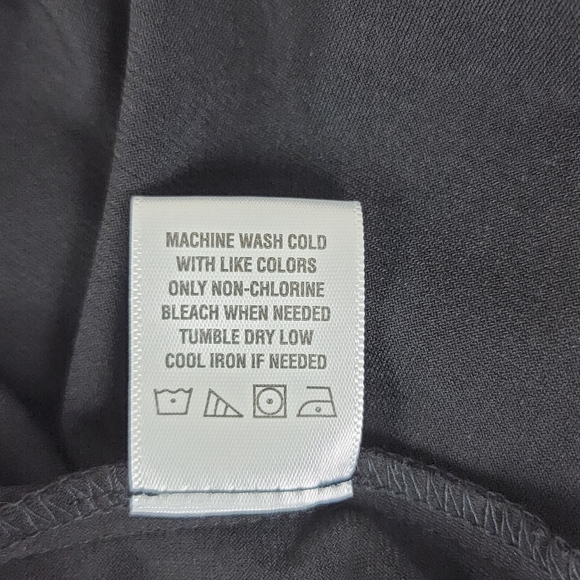 MACHINE WASH COLD
WITH LIKE COLORS
ONLY NON-CHLORINE
BLEACH WHEN NEEDED
TUMBLE DRY LOW
COOL IRON IF NEEDED